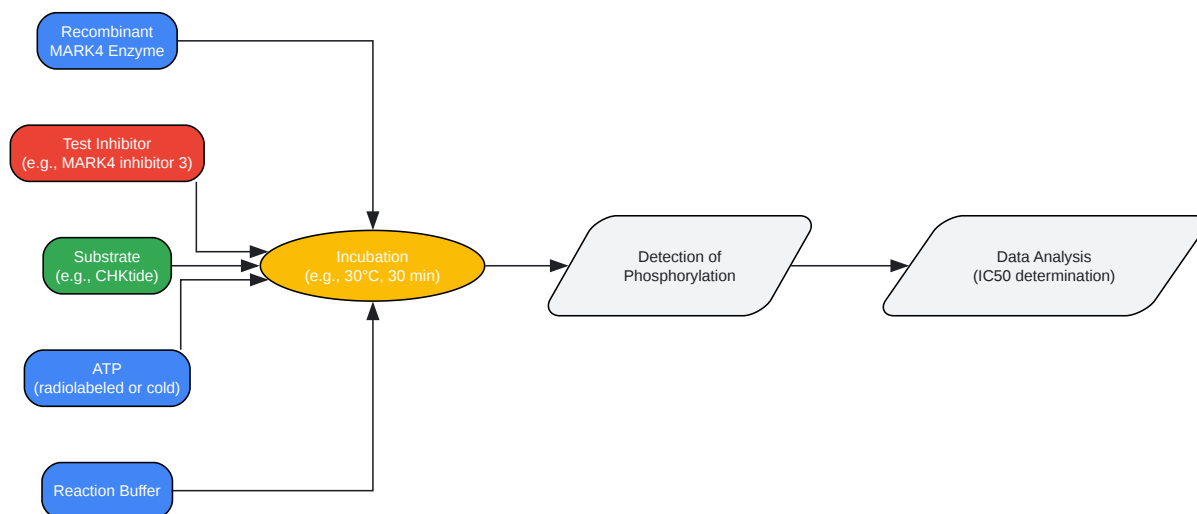 Recombinant
MARK4 Enzyme
Test Inhibitor
(e.g., MARK4 inhibitor 3)
Substrate
(e.g., CHKtide)
ATP
(radiolabeled or cold)
Reaction Buffer
Incubation
(e.g., 30°C, 30 min)
Detection of
Phosphorylation
Data Analysis
(IC50 determination)